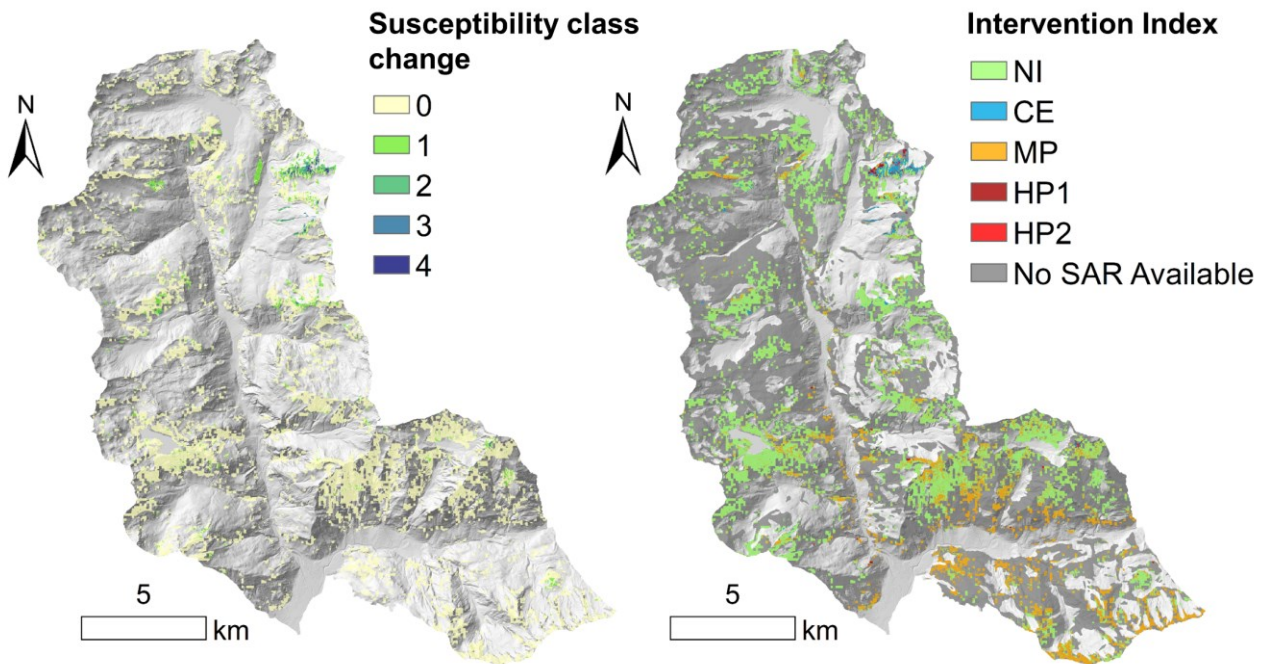 Susceptibility class
change
N
0
1
2
3
4
5
km
Intervention Index
N
NI
CE
MP
HP1
HP2
No SAR Available
5
km